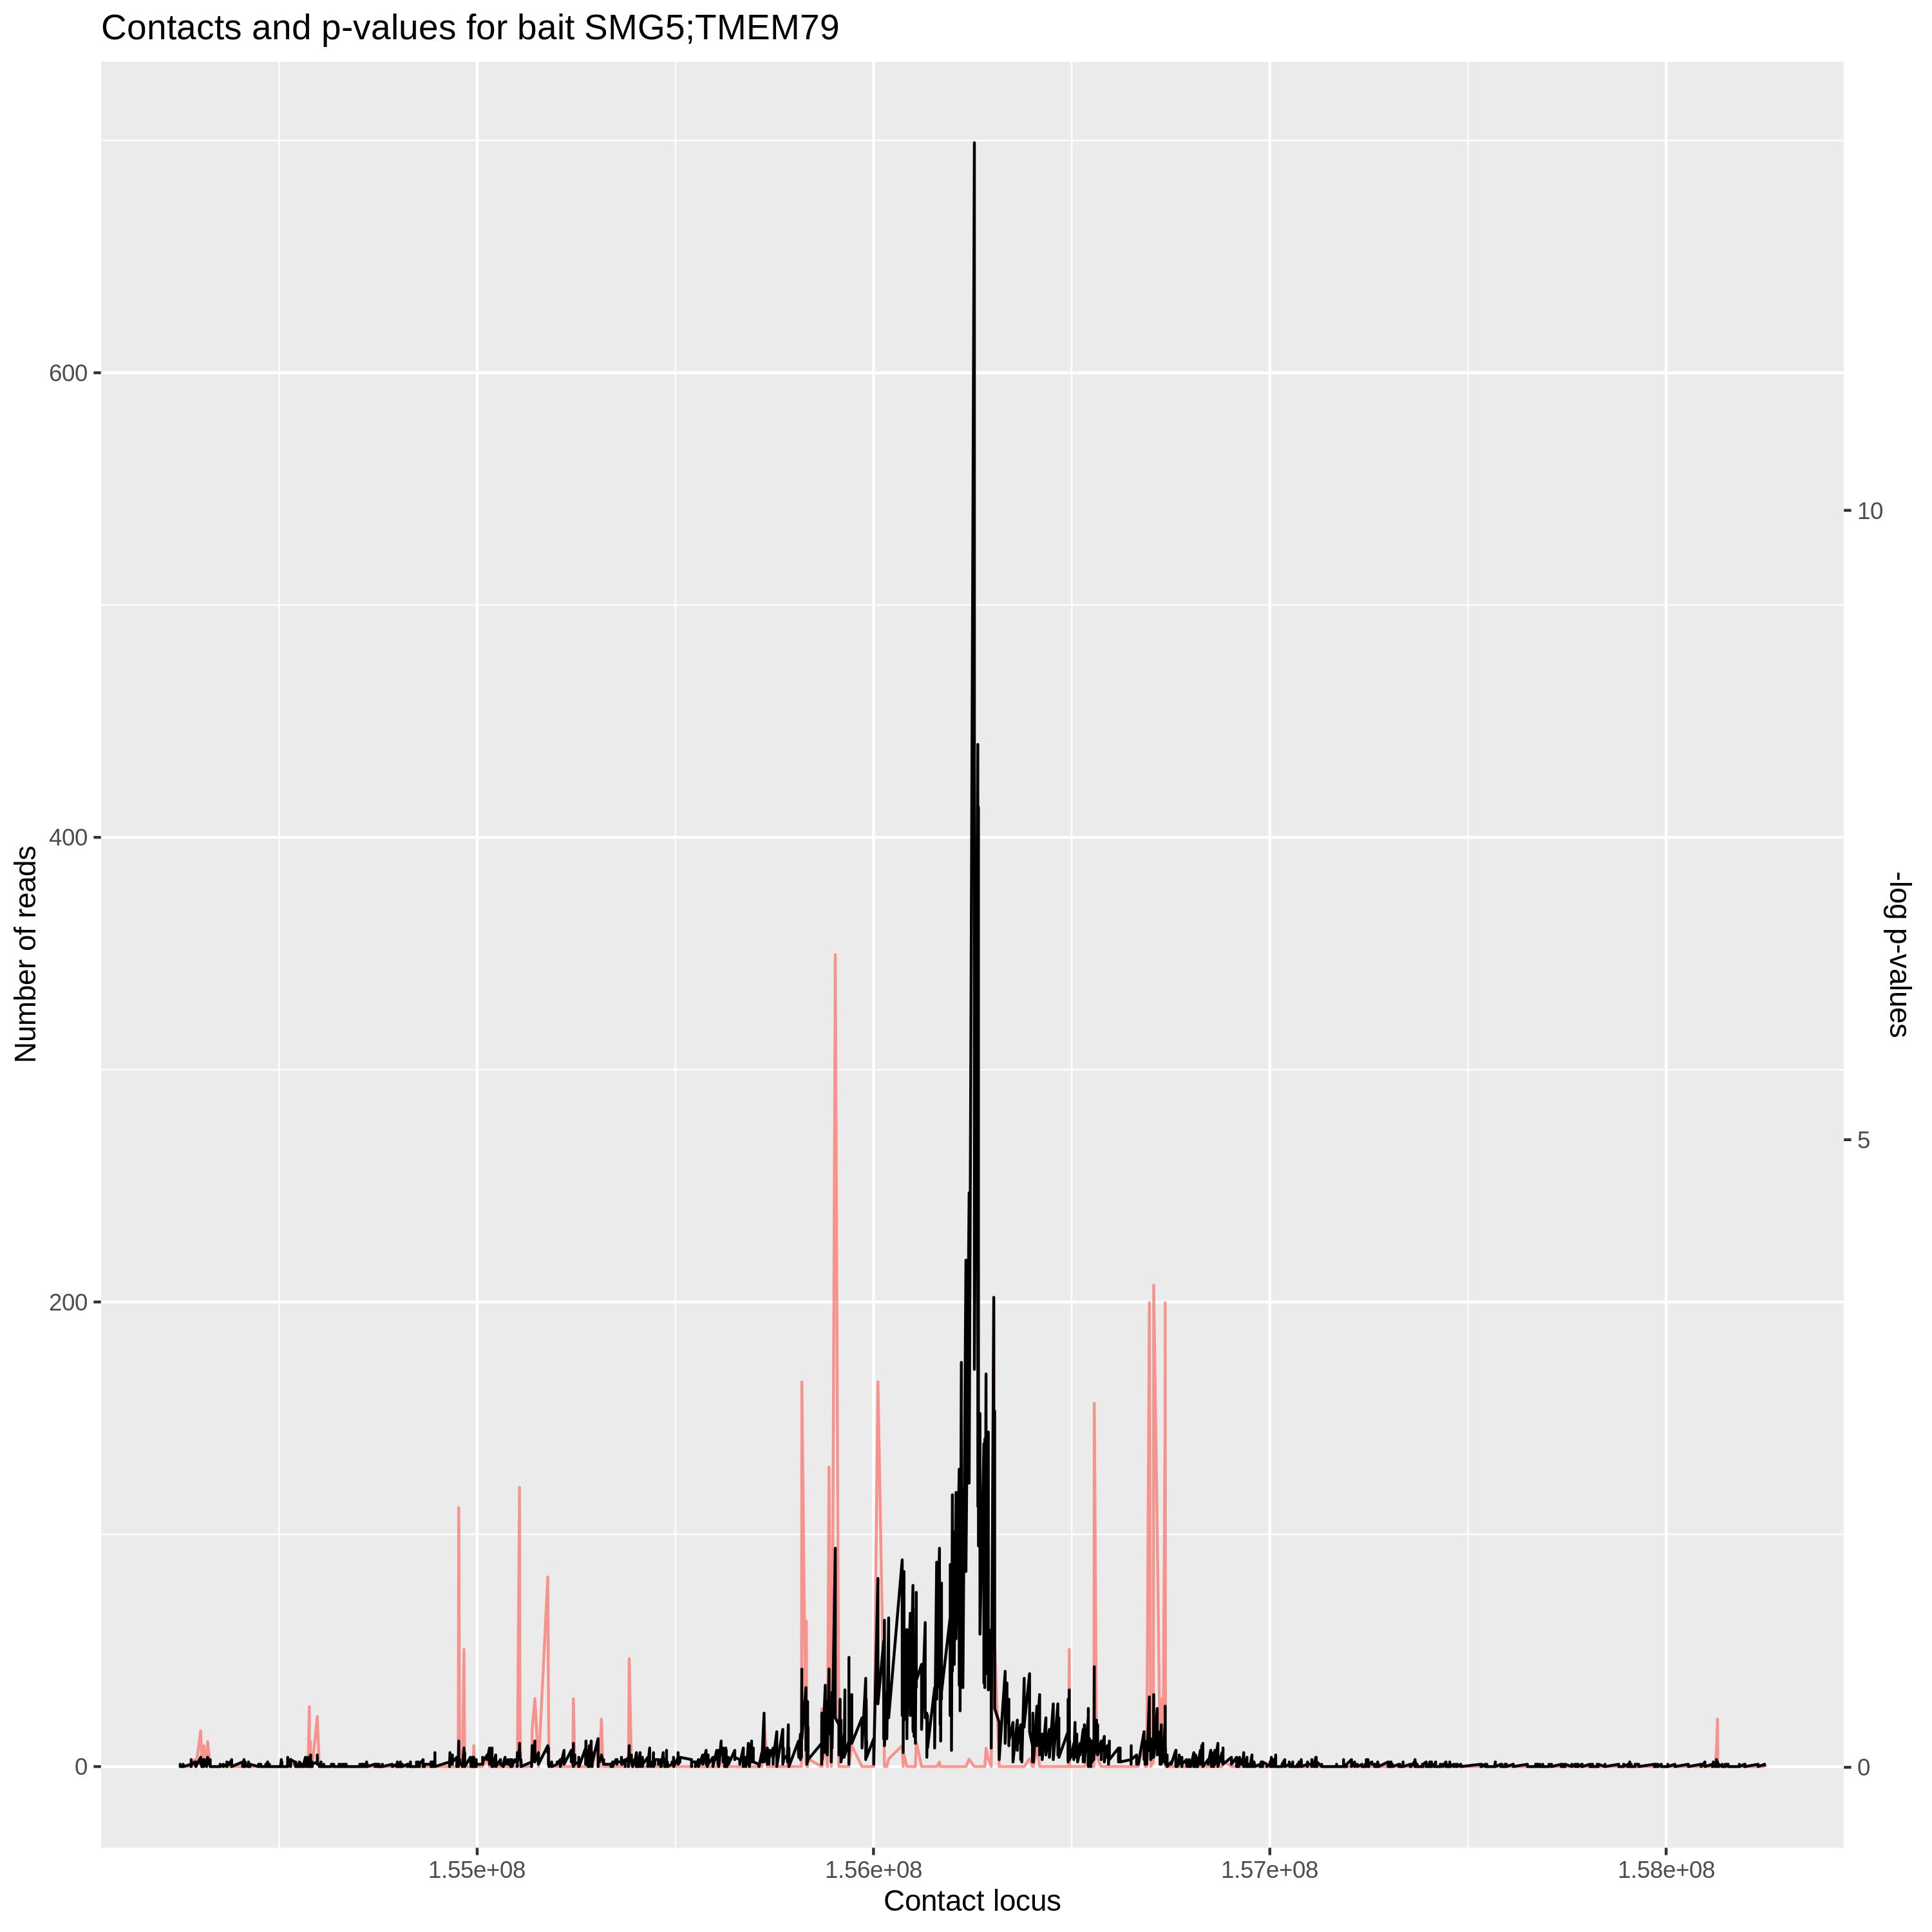 Contacts and p-values for bait SMG5;TMEM79
600
400
200
0
Number of reads
10
5
0
-log p-values
1.55e+08 1.56e+08 1.57e+08 1.58e+08
Contact locus